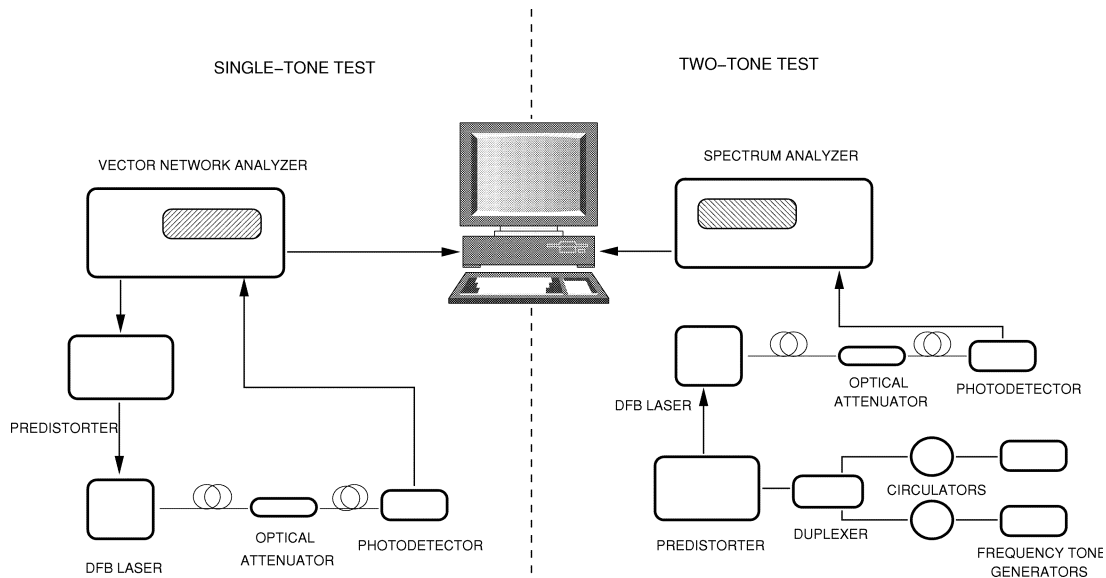 SINGLE−TONE TEST
TWO−TONE TEST
VECTOR NETWORK ANALYZER
SPECTRUM ANALYZER
PREDISTORTER
DFB LASER
OPTICAL
ATTENUATOR
PHOTODETECTOR
DFB LASER
OPTICAL
ATTENUATOR
PHOTODETECTOR
CIRCULATORS
DUPLEXER
PREDISTORTER
FREQUENCY TONE
GENERATORS